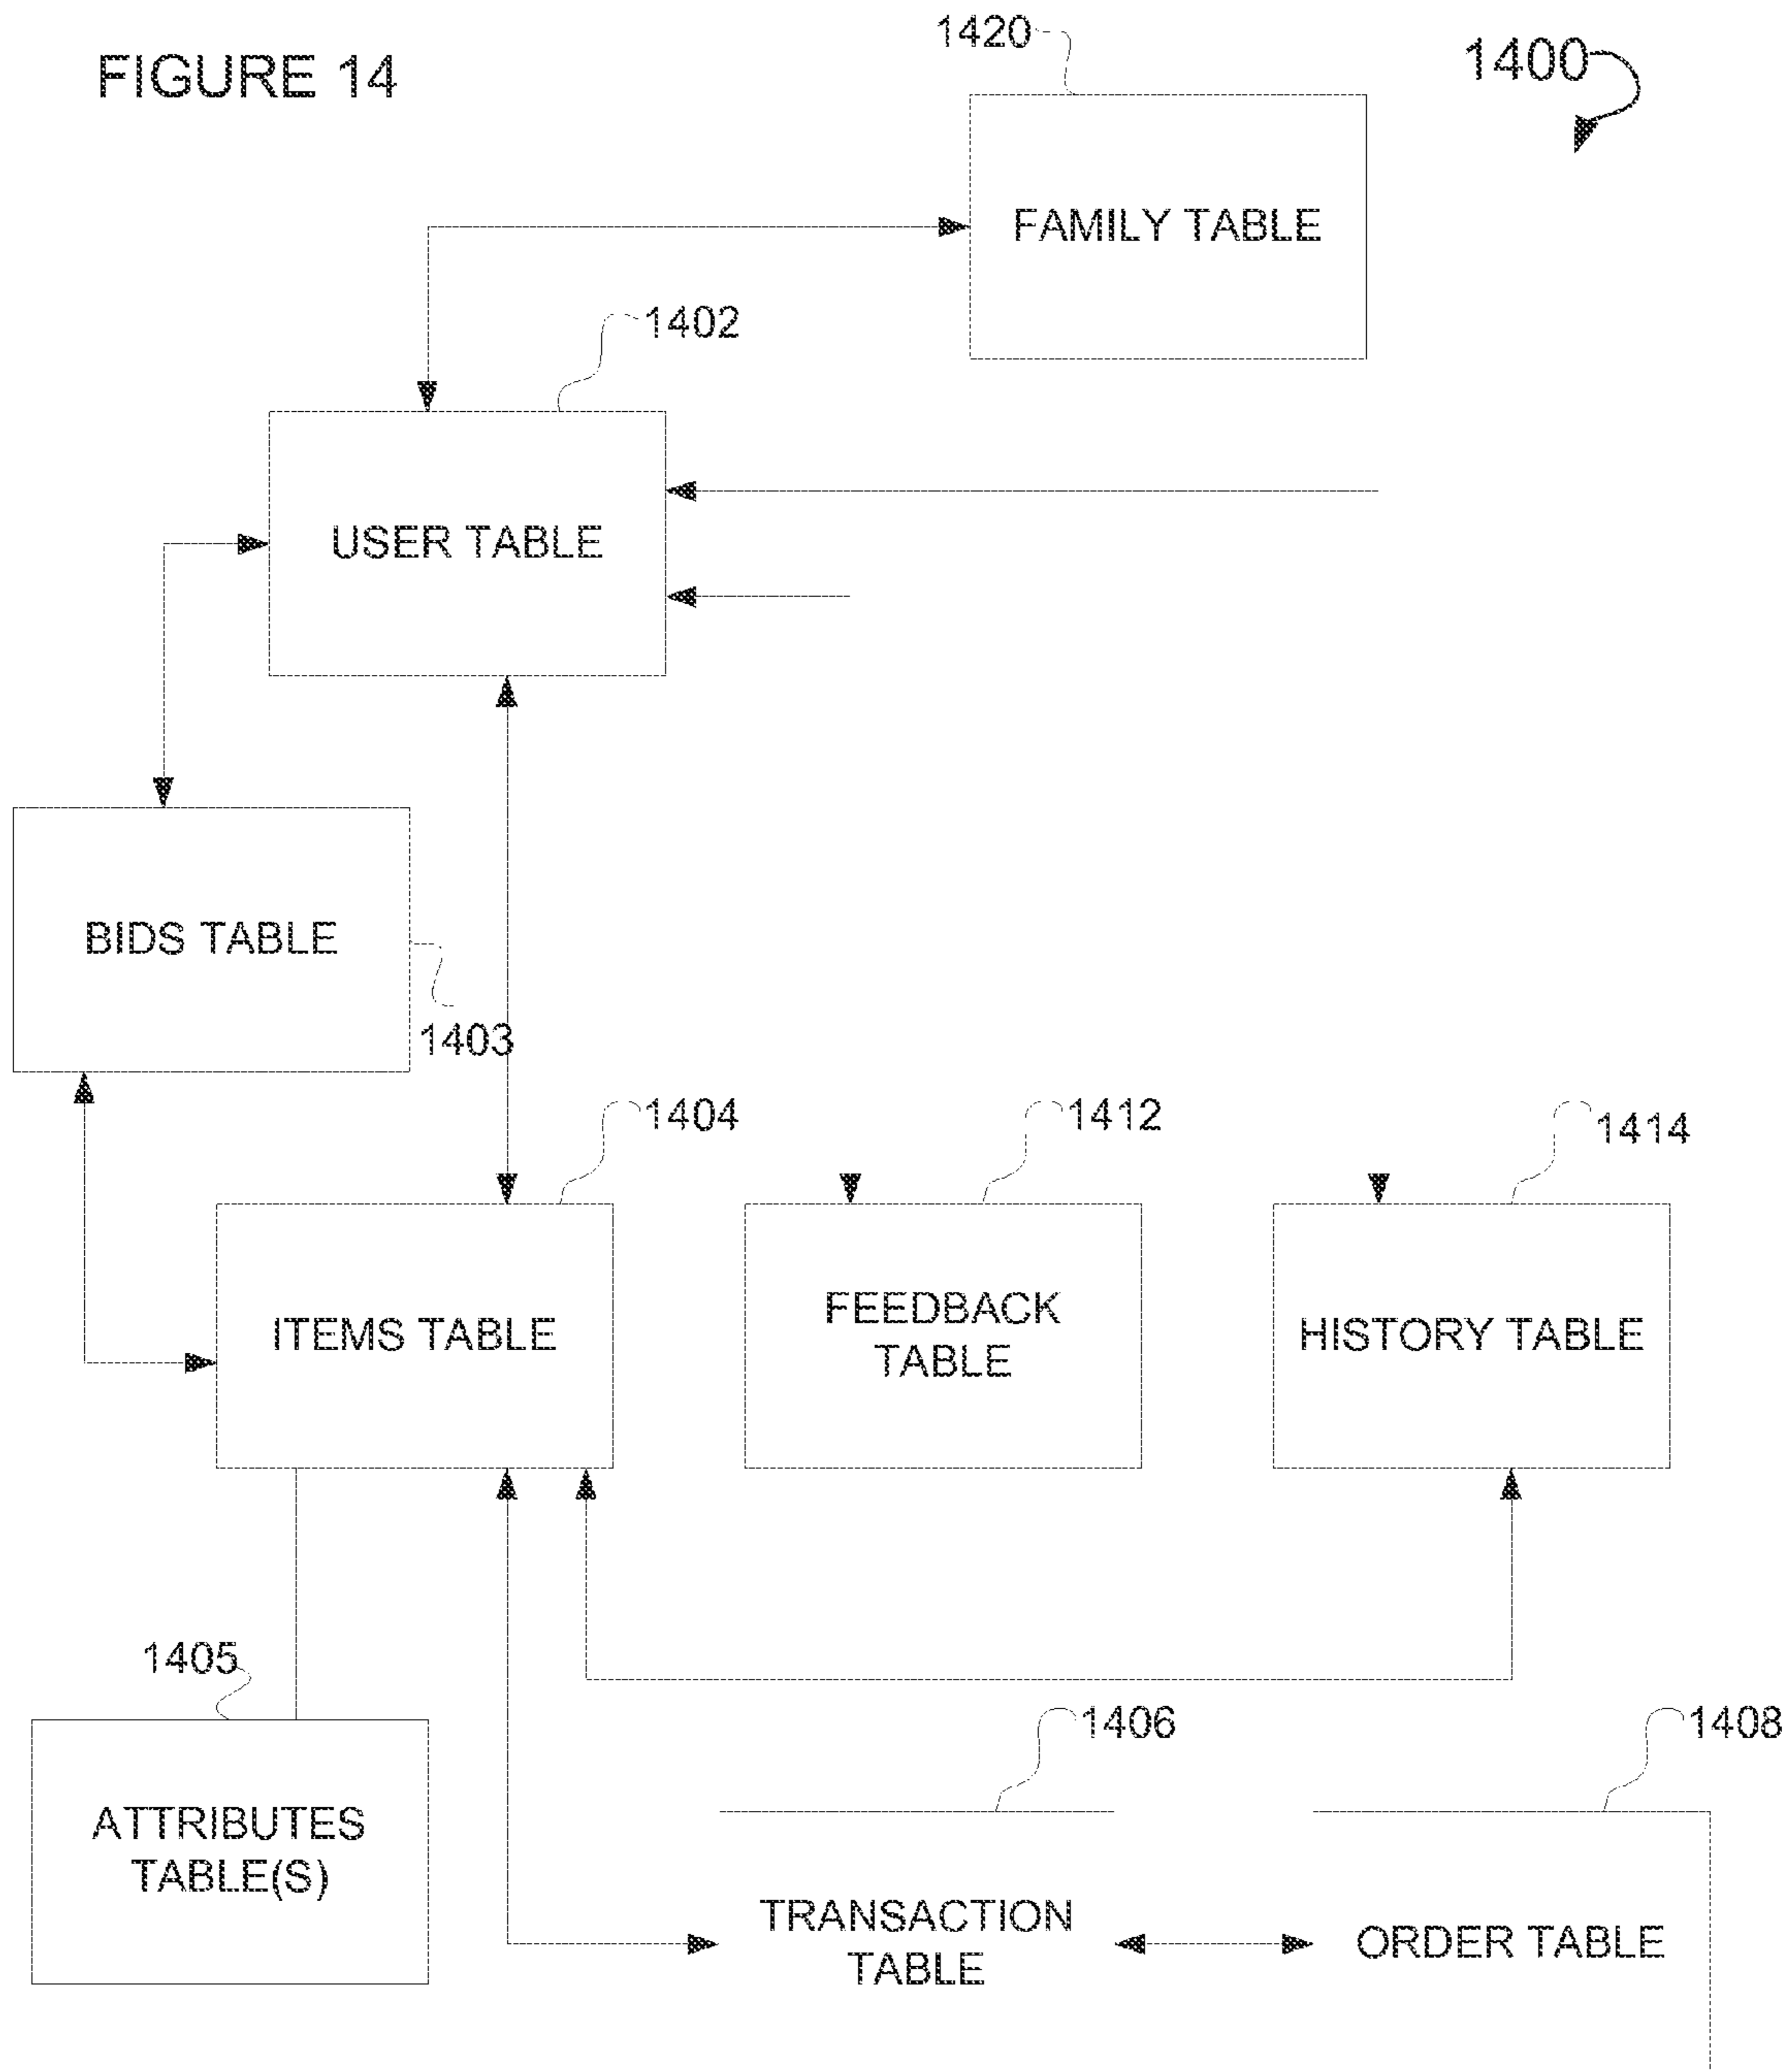 FIGURE 14
1420
1400
FAMILY TABLE
1402
USER TABLE
BIDS TABLE
1403
1404
1412
1414
ITEMS TABLE
FEEDBACK
TABLE
HISTORY TABLE
1405
1406
1408
ATTRIBUTES
TABLE(S)
TRANSACTION
TABLE
ORDER TABLE